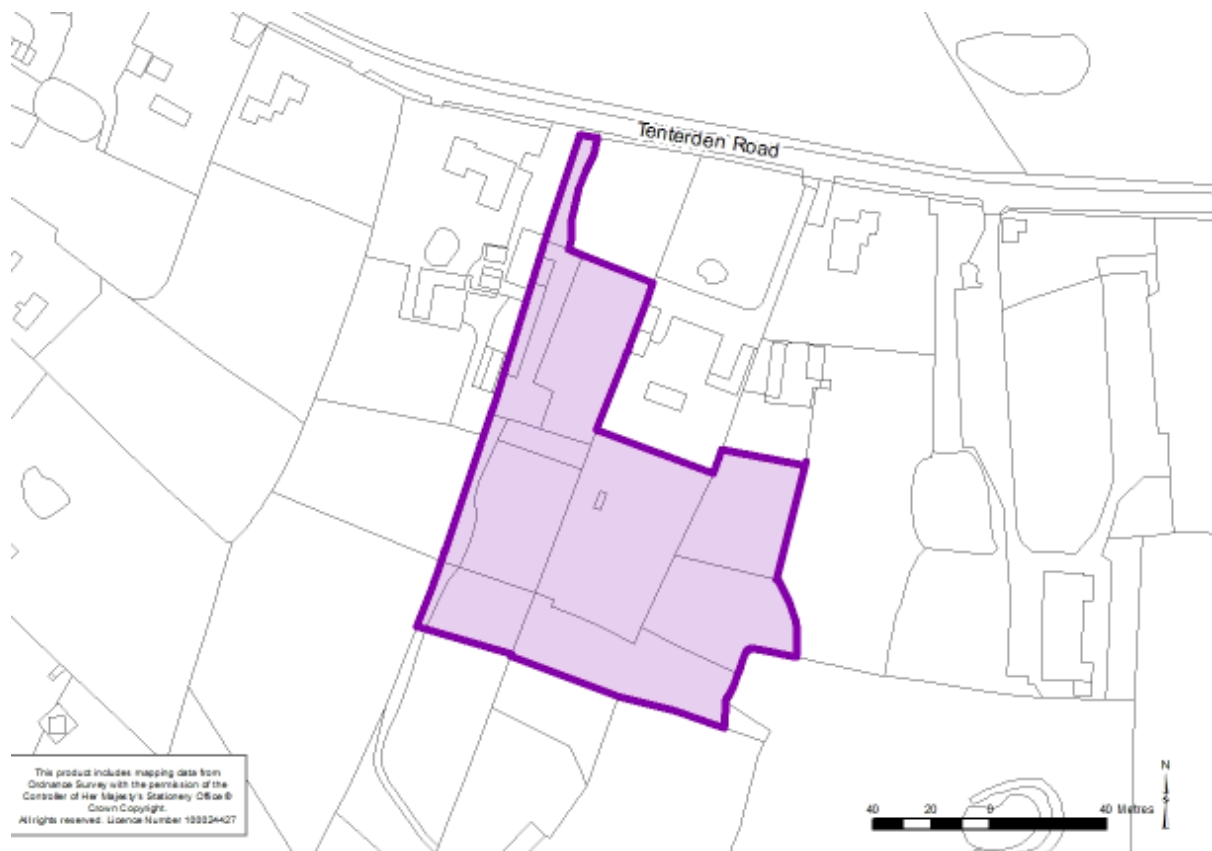 Tenterden Road
This product includes mapping data from
Ordnance Survey with the permission of the
Controller of Her Majesty's Stationery Office ©
Crown Copyright.
All rights reserved. Licence Number 100024427
N
40 20 0 40 Metres